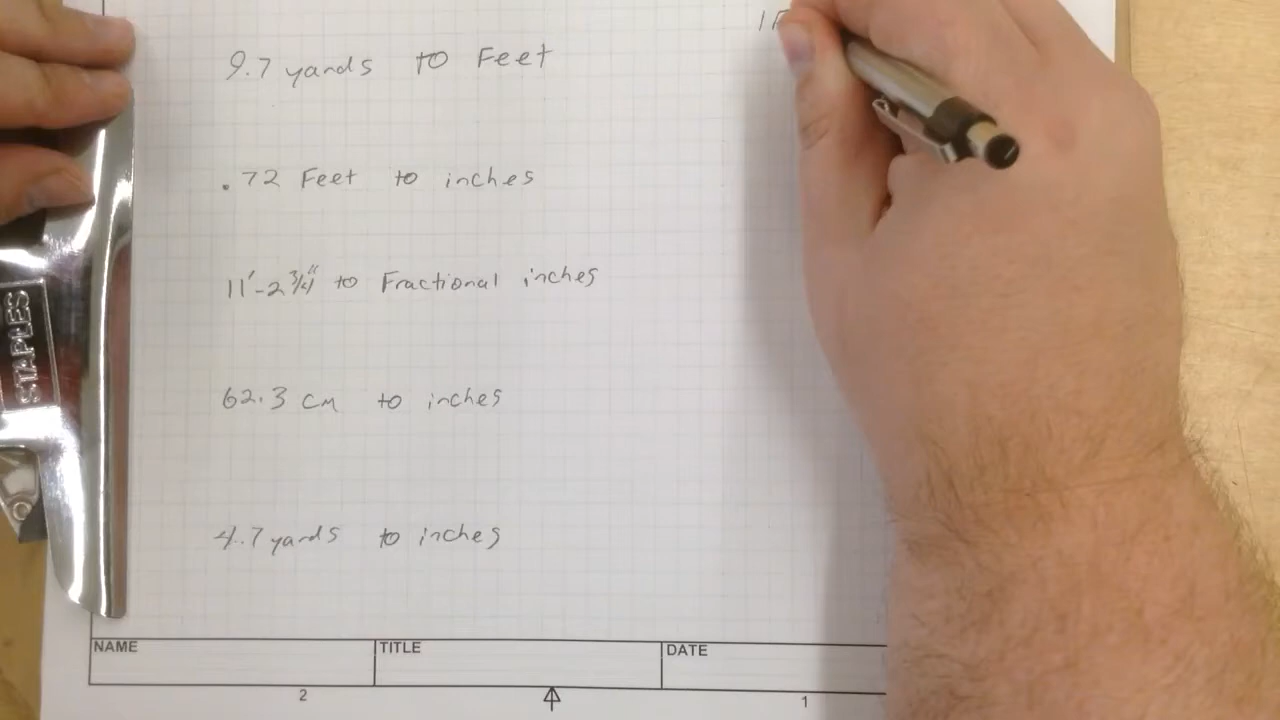 1 F
9.7 yards to Feet
.72 Feet to inches
11'-2 3/4" to Fractional inches
62.3 cm to inches
4.7 yards to inches
STAPLES
NAME TITLE DATE
2 1